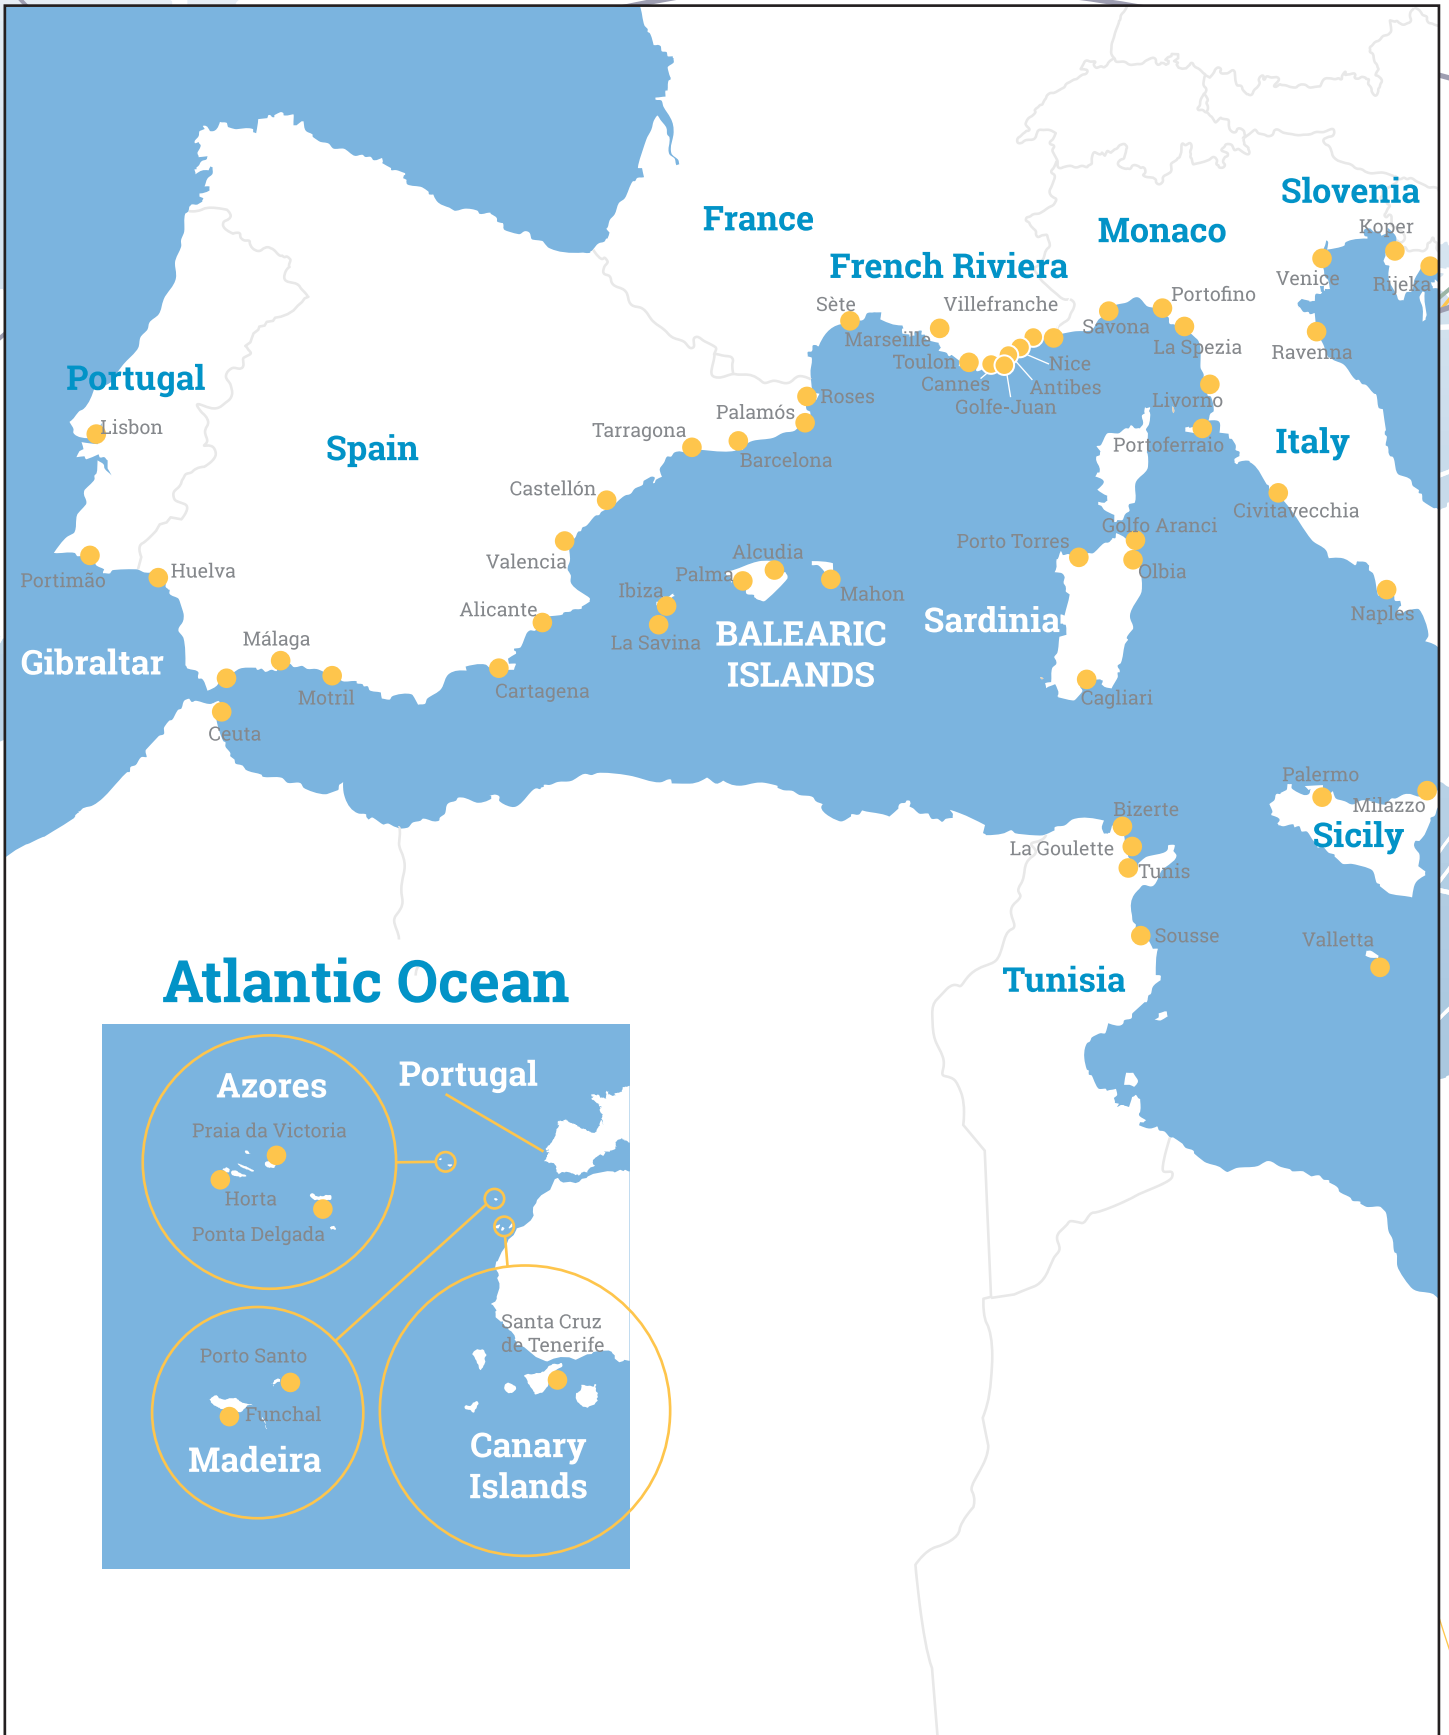 Slovenia
France
Koper
Monaco
French Riviera
Venice
Rijeka
Portofino
Sète
Villefranche
Savona
Marseille
La Spezia
Ravenna
Toulon
Nice
Portugal
Cannes
Antibes
Roses
Livorno
Golfe-Juan
Palamós
Lisbon
Tarragona
Spain
Italy
Portoferraio
Barcelona
Castellón
Civitavecchia
Golfo Aranci
Porto Torres
Alcudia
Valencia
Huelva
Palma
Olbia
Portimão
Ibiza
Mahon
Alicante
Naples
Sardinia
Málaga
La Savina
BALEARIC
ISLANDS
Gibraltar
Cartagena
Motril
Cagliari
Ceuta
Palermo
Milazzo
Bizerte
Sicily
La Goulette
Tunis
Sousse
Valletta
Tunisia
Atlantic Ocean
Portugal
Azores
Praia da Victoria
Horta
Ponta Delgada
Santa Cruz
de Tenerife
Porto Santo
Funchal
Madeira
Canary
Islands